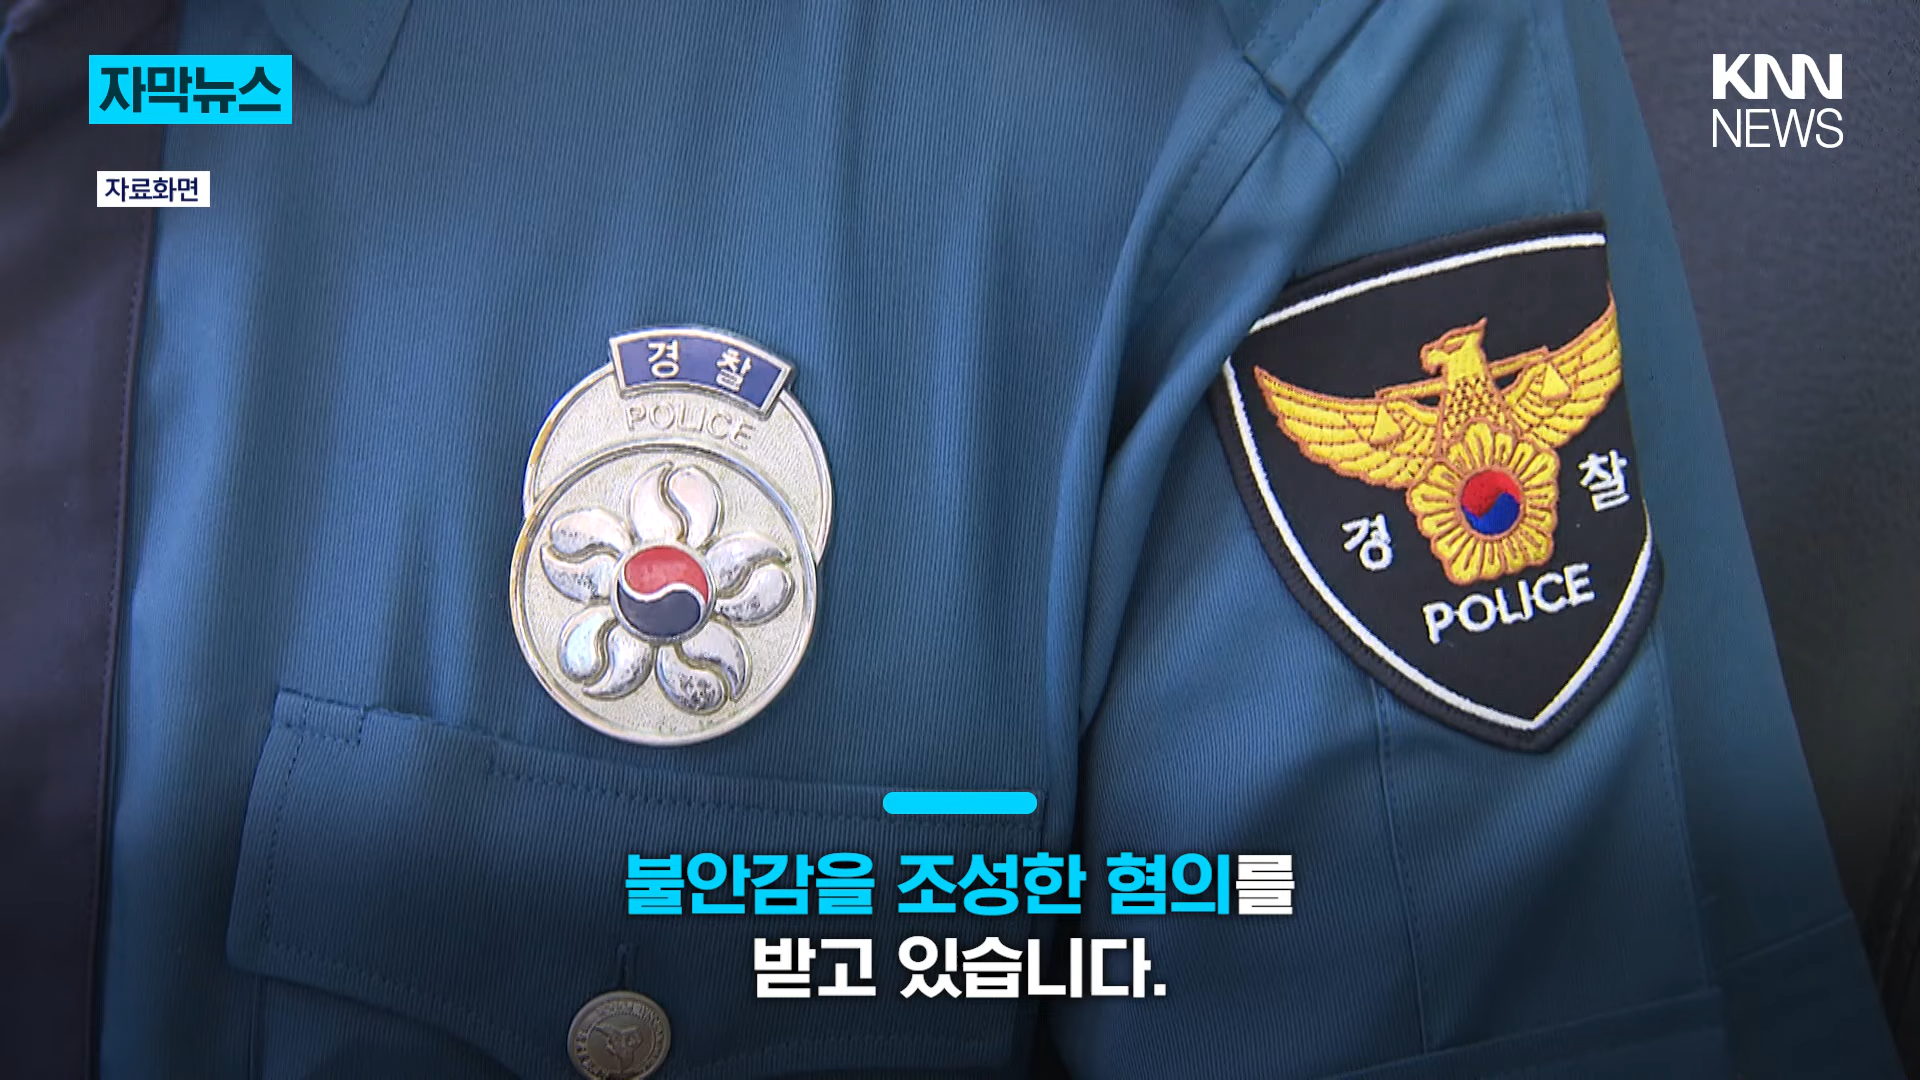 자막뉴스
KNN
NEWS
자료화면
경 찰
POLICE
경 찰
POLICE
불안감을 조성한 혐의를
받고 있습니다.